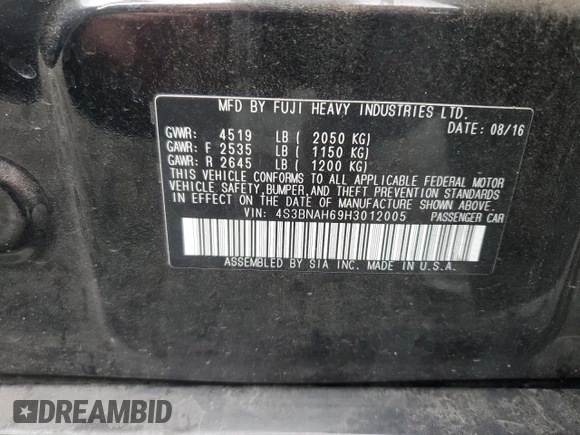 MFD BY FUJI HEAVY INDUSTRIES LTD.
DATE: 08/16
GVWR: 4519 LB ( 2050 KG)
GAWR: F 2535 LB ( 1150 KG)
GAWR: R 2645 LB ( 1200 KG)
THIS VEHICLE CONFORMS TO ALL APPLICABLE FEDERAL MOTOR
VEHICLE SAFETY, BUMPER, AND THEFT PREVENTION STANDARDS
IN EFFECT ON THE DATE OF MANUFACTURE SHOWN ABOVE.
VIN: 4S3BNAH69H3012005 PASSENGER CAR
ASSEMBLED BY SIA INC. MADE IN U.S.A.
DREAMBID